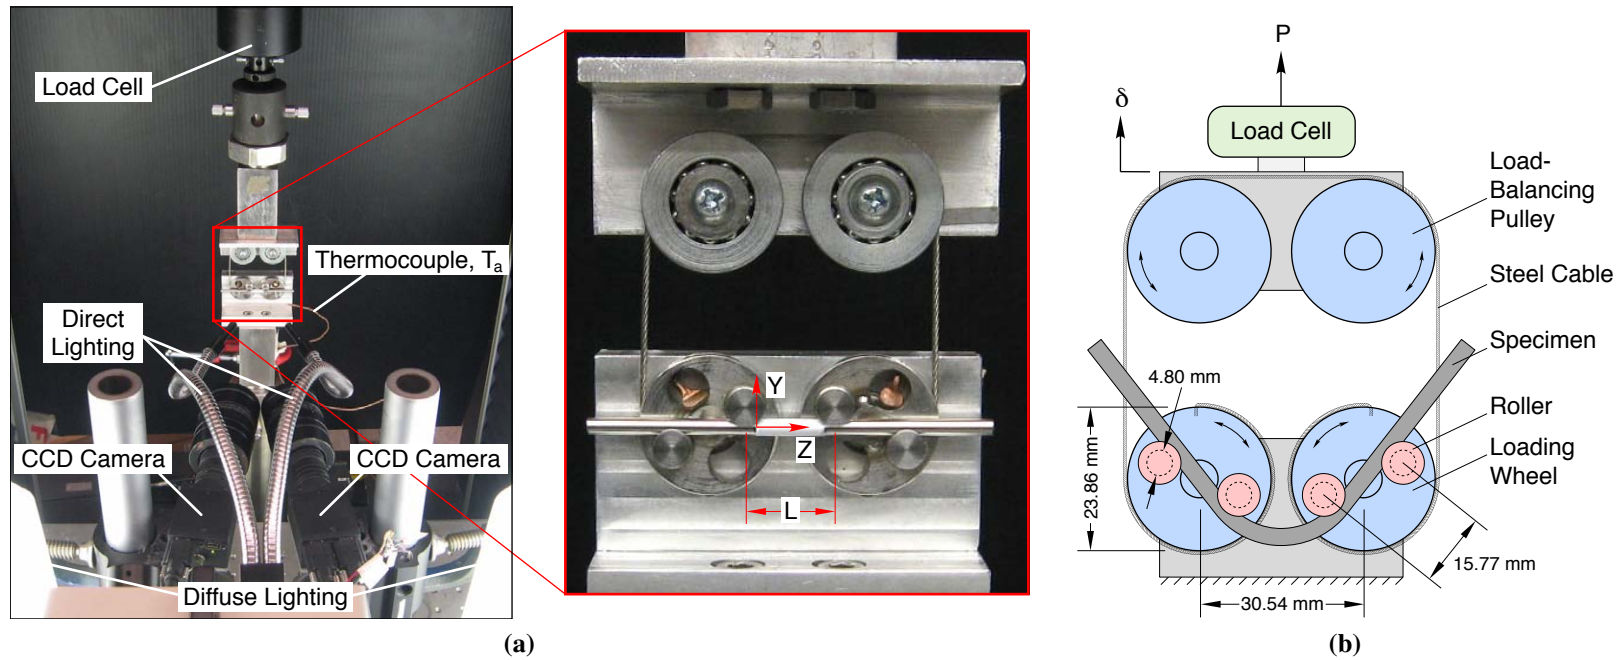 Load Cell
Thermocouple, Ta
Direct
Lighting
CCD Camera
CCD Camera
Diffuse Lighting
Y
Z
L
(a)
P
δ
Load Cell
Load-
Balancing
Pulley
Steel Cable
Specimen
4.80 mm
Roller
Loading
Wheel
23.86 mm
15.77 mm
30.54 mm
(b)